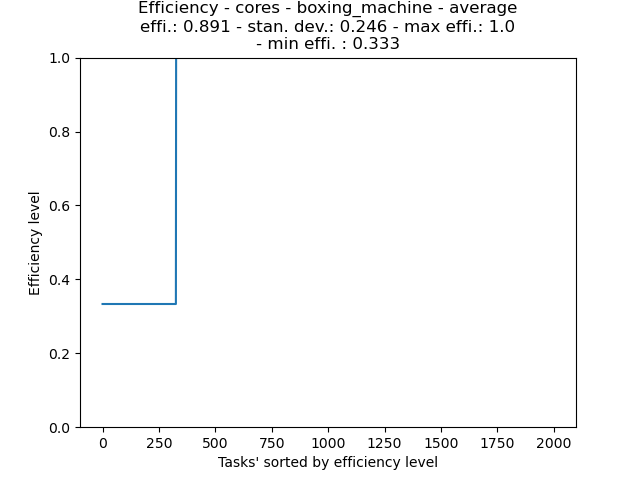 Efficiency - cores - boxing_machine - average
effi.: 0.891 - stan. dev.: 0.246 - max effi.: 1.0
- min effi. : 0.333
1.0
0.8
0.6
0.4
0.2
0.0
Efficiency level
0 250 500 750 1000 1250 1500 1750 2000
Tasks' sorted by efficiency level